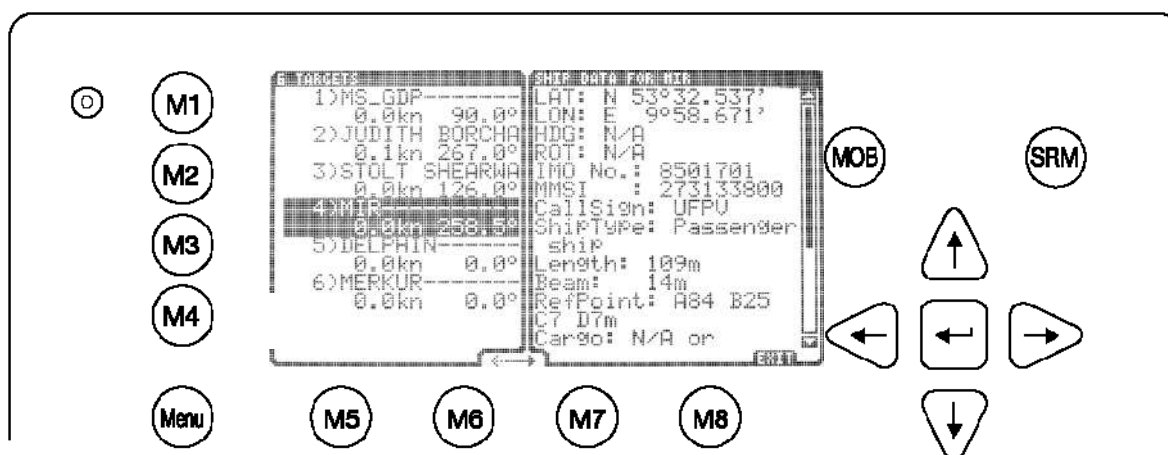 6 TARGETS
1)MS_GDP-------
0.0kn 90.0°
2)JUDITH BORCHA
0.1kn 267.0°
3)STOLT SHEARWA
0.0kn 126.0°
4)MIR----------
0.0kn 258.5°
5)DELPHIN------
0.0kn 0.0°
6)MERKUR-------
0.0kn 0.0°
SHIP DATA FOR MIR
LAT: N 53°32.537'
LON: E 9°58.671'
HDG: N/A
ROT: N/A
IMO No.: 8501701
MMSI : 273133800
CallSign: UFPV
ShipType: Passenger
ship
Length: 109m
Beam: 14m
RefPoint: A84 B25
C7 D7m
Cargo: N/A or
M1
M2
M3
M4
Menu
M5
M6
M7
M8
MOB
SRM